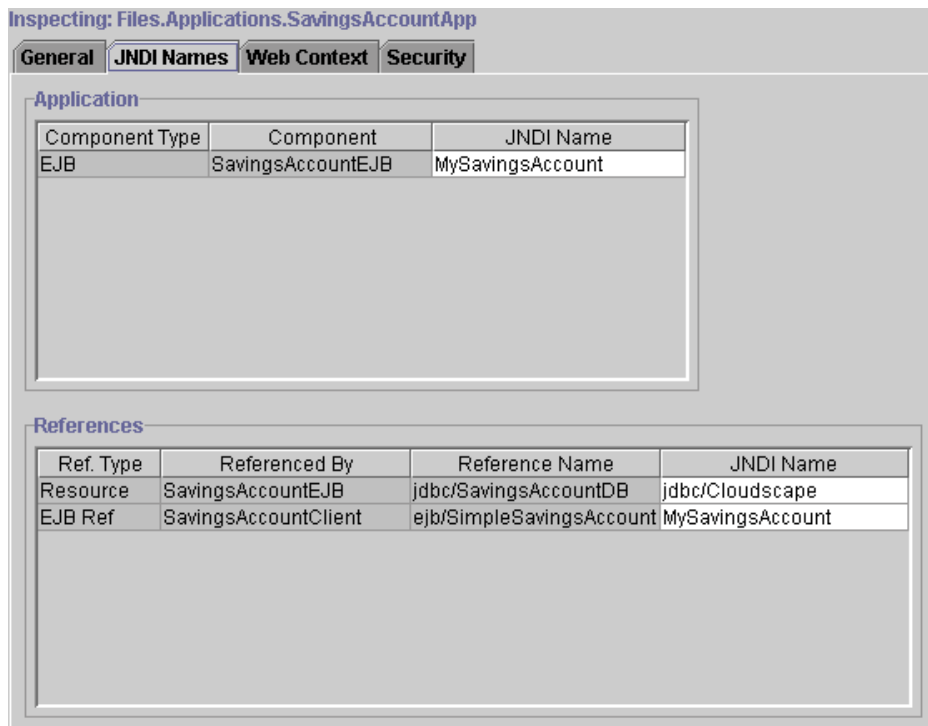 Inspecting: Files.Applications.SavingsAccountApp
General JNDI Names Web Context Security
Application
Component Type Component JNDI Name
EJB SavingsAccountEJB MySavingsAccount
References
Ref. Type Referenced By Reference Name JNDI Name
Resource SavingsAccountEJB jdbc/SavingsAccountDB jdbc/Cloudscape
EJB Ref SavingsAccountClient ejb/SimpleSavingsAccount MySavingsAccount